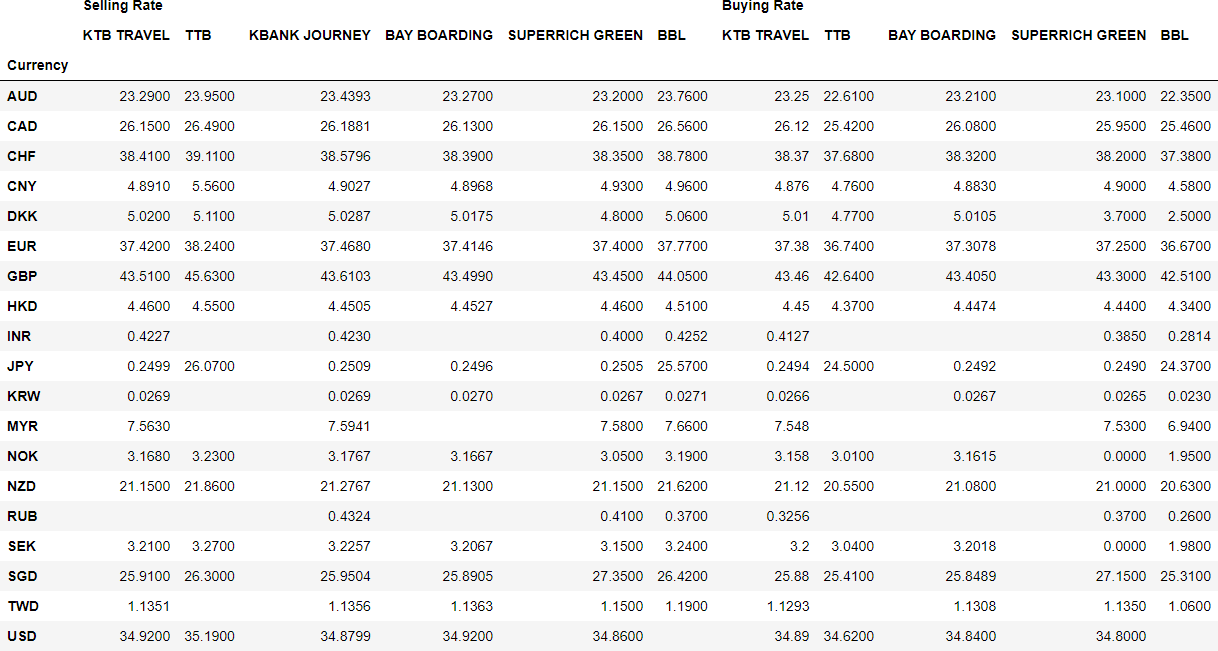 Selling Rate Buying Rate
KTB TRAVEL TTB KBANK JOURNEY BAY BOARDING SUPERRICH GREEN BBL KTB TRAVEL TTB BAY BOARDING SUPERRICH GREEN BBL
Currency
AUD 23.2900 23.9500 23.4393 23.2700 23.2000 23.7600 23.25 22.6100 23.2100 23.1000 22.3500
CAD 26.1500 26.4900 26.1881 26.1300 26.1500 26.5600 26.12 25.4200 26.0800 25.9500 25.4600
CHF 38.4100 39.1100 38.5796 38.3900 38.3500 38.7800 38.37 37.6800 38.3200 38.2000 37.3800
CNY 4.8910 5.5600 4.9027 4.8968 4.9300 4.9600 4.876 4.7600 4.8830 4.9000 4.5800
DKK 5.0200 5.1100 5.0287 5.0175 4.8000 5.0600 5.01 4.7700 5.0105 3.7000 2.5000
EUR 37.4200 38.2400 37.4680 37.4146 37.4000 37.7700 37.38 36.7400 37.3078 37.2500 36.6700
GBP 43.5100 45.6300 43.6103 43.4990 43.4500 44.0500 43.46 42.6400 43.4050 43.3000 42.5100
HKD 4.4600 4.5500 4.4505 4.4527 4.4600 4.5100 4.45 4.3700 4.4474 4.4400 4.3400
INR 0.4227 0.4230 0.4000 0.4252 0.4127 0.3850 0.2814
JPY 0.2499 26.0700 0.2509 0.2496 0.2505 25.5700 0.2494 24.5000 0.2492 0.2490 24.3700
KRW 0.0269 0.0269 0.0270 0.0267 0.0271 0.0266 0.0267 0.0265 0.0230
MYR 7.5630 7.5941 7.5800 7.6600 7.548 7.5300 6.9400
NOK 3.1680 3.2300 3.1767 3.1667 3.0500 3.1900 3.158 3.0100 3.1615 0.0000 1.9500
NZD 21.1500 21.8600 21.2767 21.1300 21.1500 21.6200 21.12 20.5500 21.0800 21.0000 20.6300
RUB 0.4324 0.4100 0.3700 0.3256 0.3700 0.2600
SEK 3.2100 3.2700 3.2257 3.2067 3.1500 3.2400 3.2 3.0400 3.2018 0.0000 1.9800
SGD 25.9100 26.3000 25.9504 25.8905 27.3500 26.4200 25.88 25.4100 25.8489 27.1500 25.3100
TWD 1.1351 1.1356 1.1363 1.1500 1.1900 1.1293 1.1308 1.1350 1.0600
USD 34.9200 35.1900 34.8799 34.9200 34.8600 34.89 34.6200 34.8400 34.8000